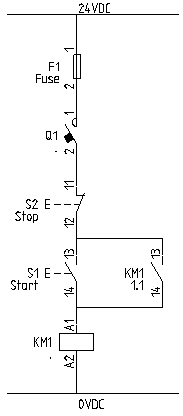 24VDC
1
F1
Fuse
2
1
Q1
2
11
S2 E
Stop
12
13
13
S1 E
Start
KM1
1.1
14
14
A1
KM1
A2
0VDC